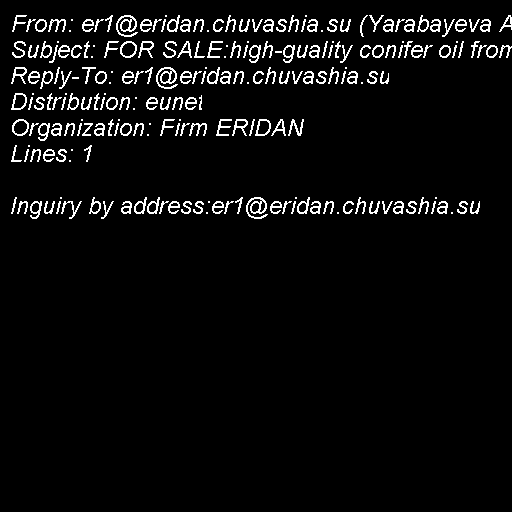 From: er1@eridan.chuvashia.su (Yarabayeva A
Subject: FOR SALE:high-guality conifer oil from
Reply-To: er1@eridan.chuvashia.su
Distribution: eunet
Organization: Firm ERIDAN
Lines: 1

Inguiry by address:er1@eridan.chuvashia.su